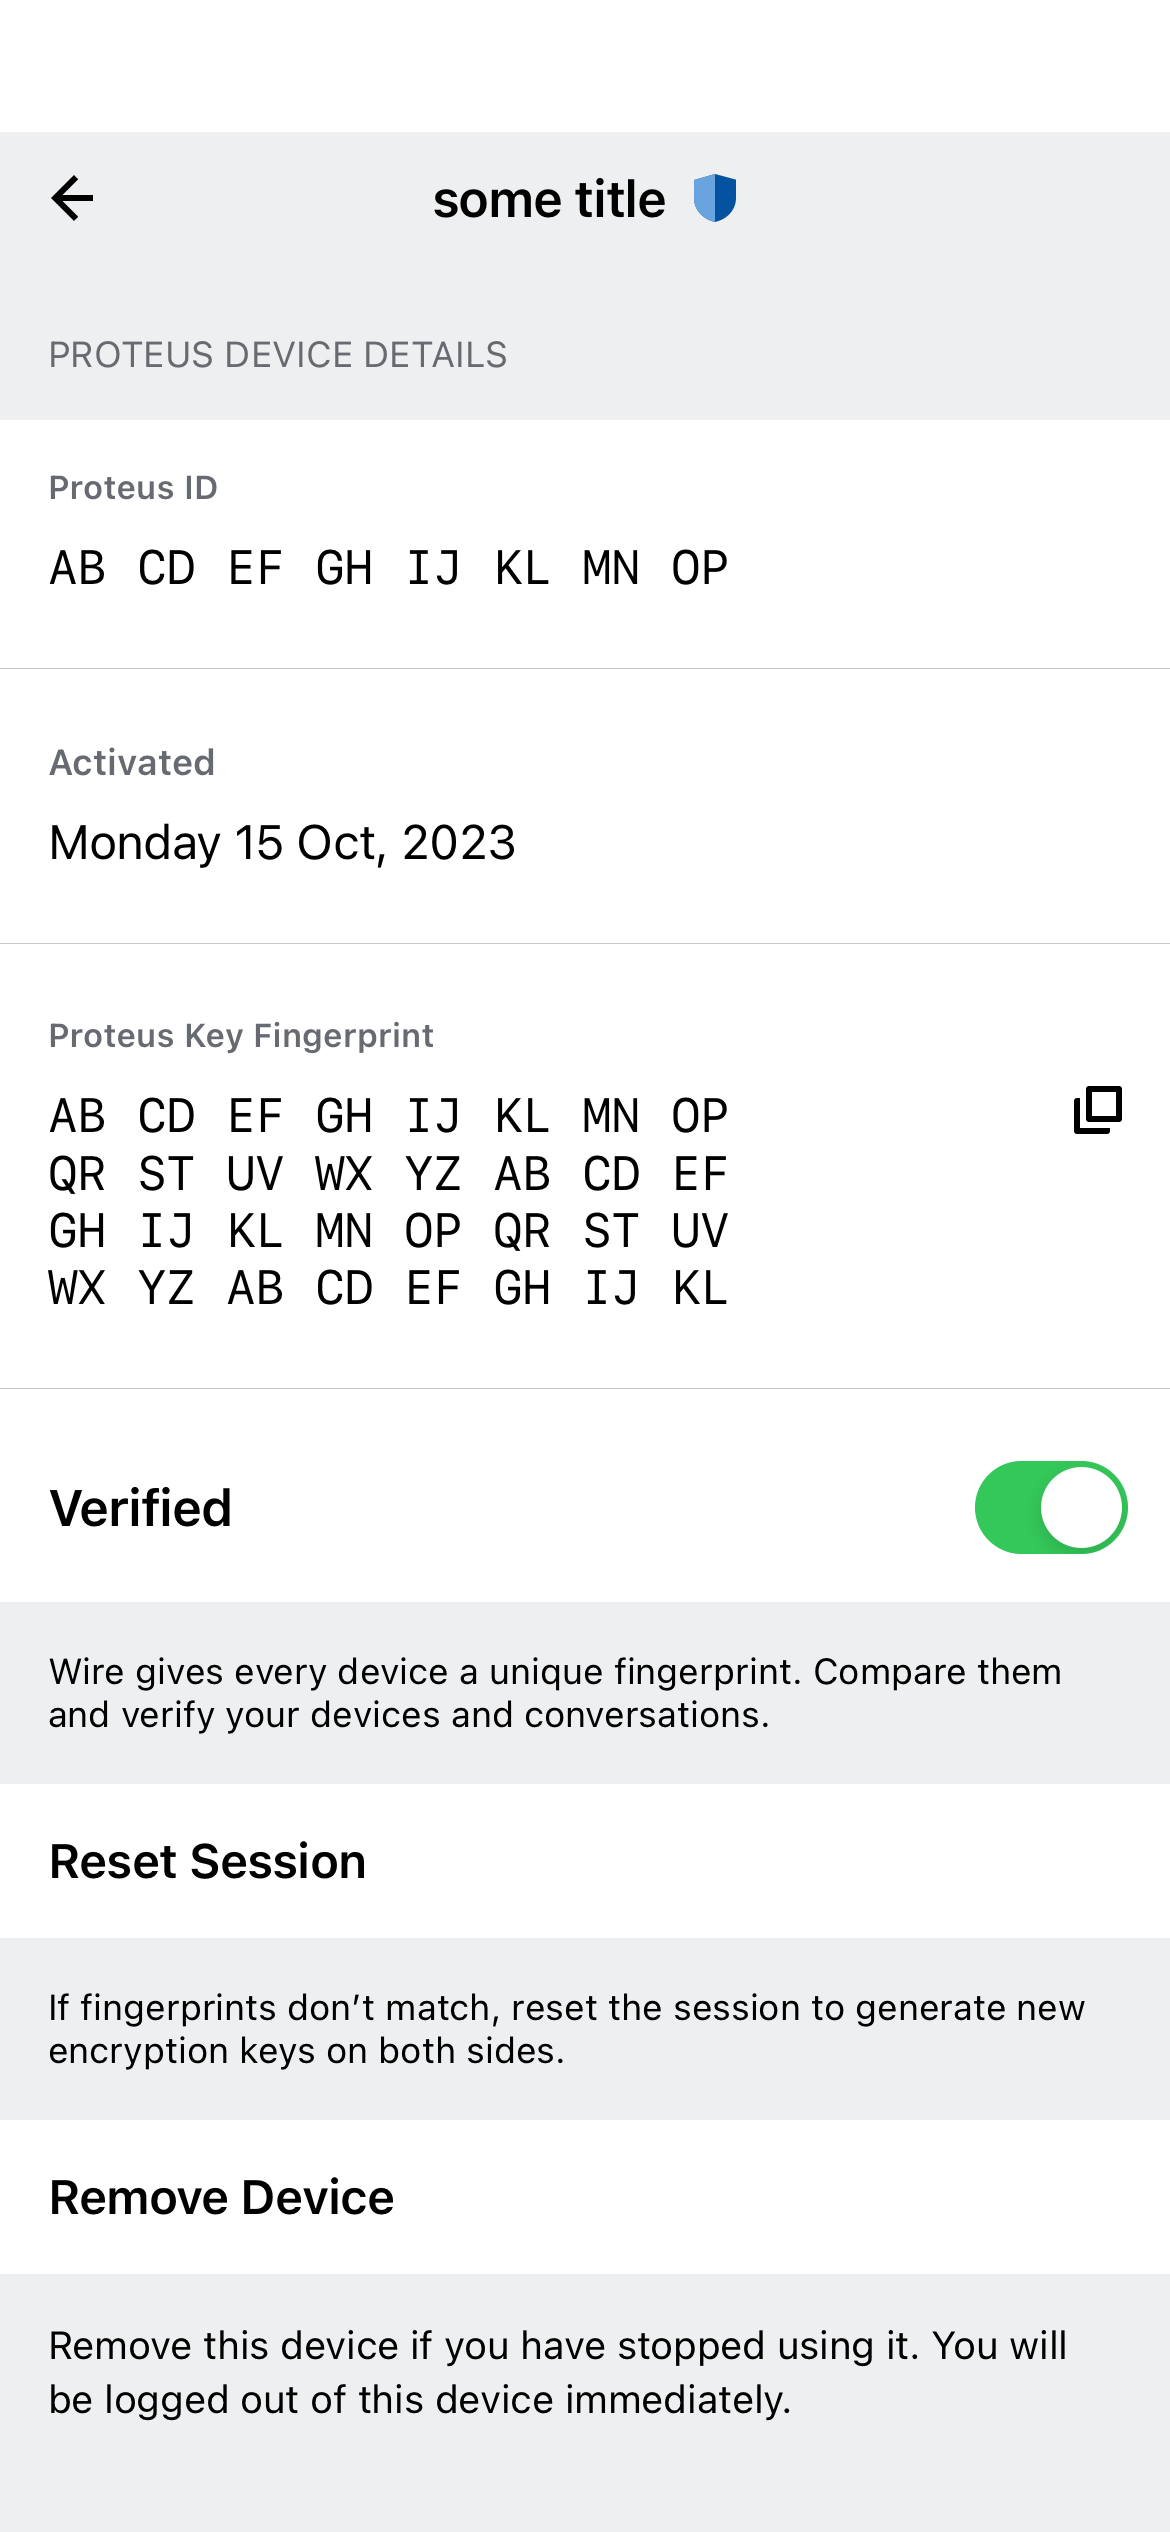 some title
PROTEUS DEVICE DETAILS
Proteus ID
AB CD EF GH IJ KL MN OP
Activated
Monday 15 Oct, 2023
Proteus Key Fingerprint
AB CD EF GH IJ KL MN OP
QR ST UV WX YZ AB CD EF
GH IJ KL MN OP QR ST UV
WX YZ AB CD EF GH IJ KL
Verified
Wire gives every device a unique fingerprint. Compare them
and verify your devices and conversations.
Reset Session
If fingerprints don’t match, reset the session to generate new
encryption keys on both sides.
Remove Device
Remove this device if you have stopped using it. You will
be logged out of this device immediately.